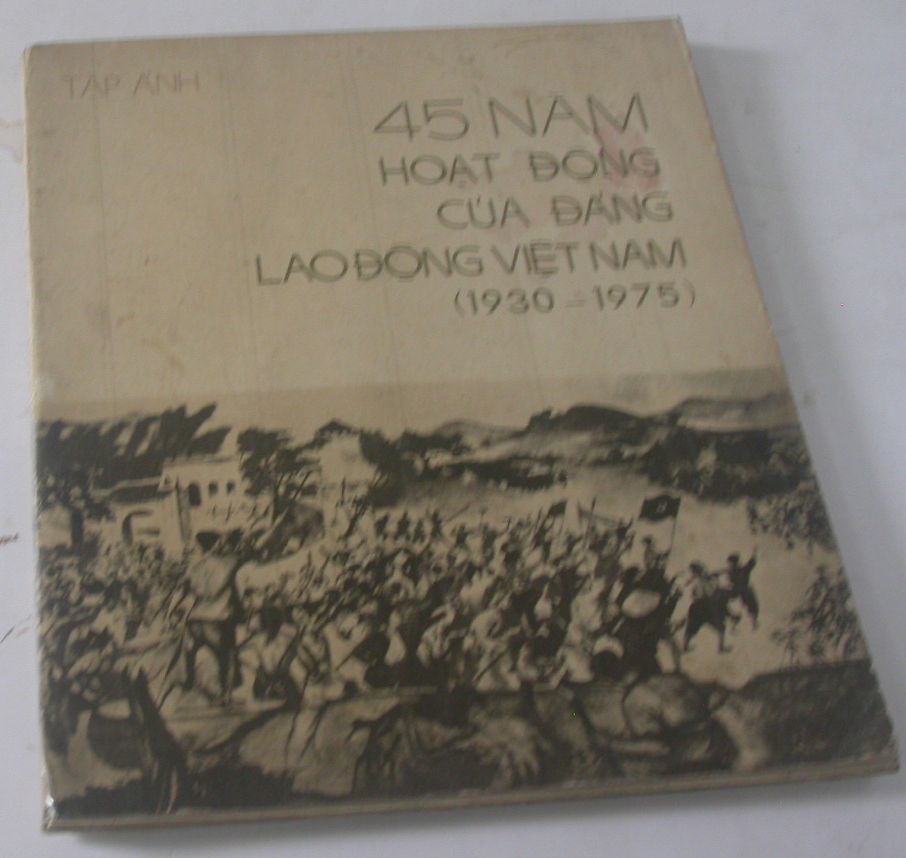 TẬP ẢNH
45 NĂM
HOẠT ĐỘNG
CỦA ĐẢNG
LAO ĐỘNG VIỆT NAM
(1930 - 1975)